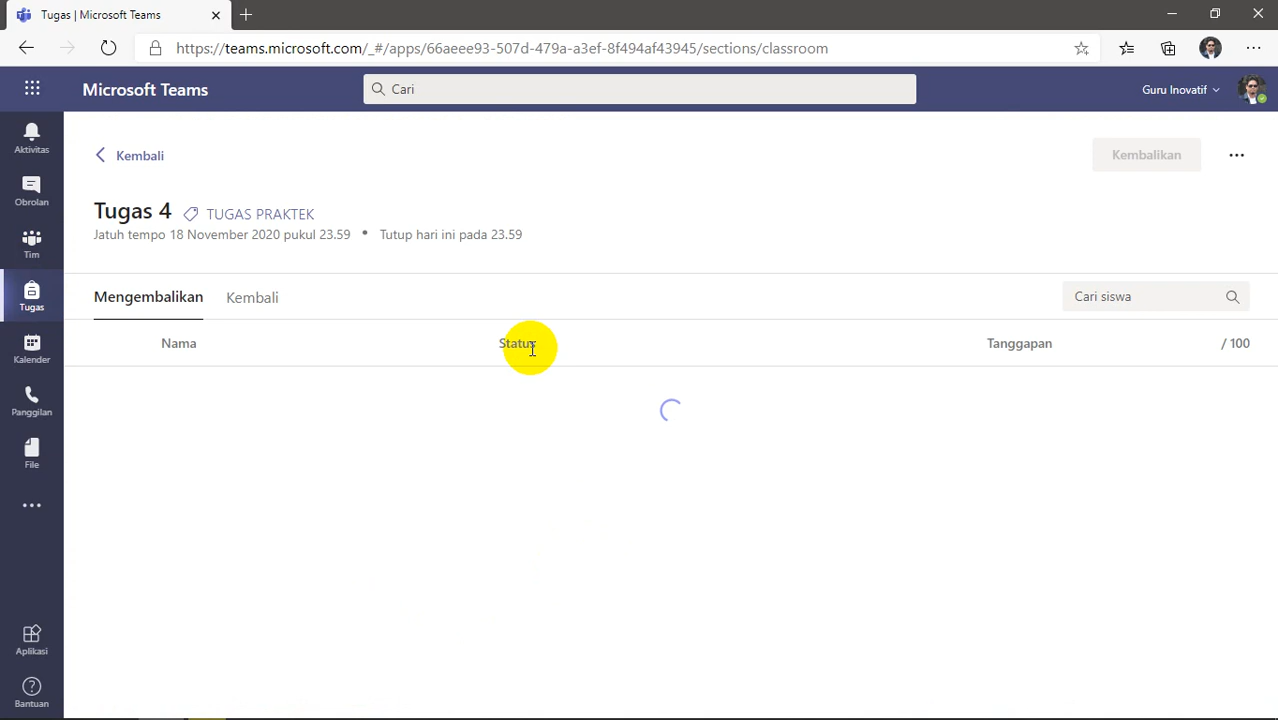 Tugas | Microsoft Teams
https://teams.microsoft.com/_#/apps/66aeee93-507d-479a-a3ef-8f494af43945/sections/classroom
Microsoft Teams
Cari
Guru Inovatif
Aktivitas
Obrolan
Tim
Tugas
Kalender
Panggilan
File
Aplikasi
Bantuan
Kembali
Kembalikan
Tugas 4 TUGAS PRAKTEK
Jatuh tempo 18 November 2020 pukul 23.59 • Tutup hari ini pada 23.59
Mengembalikan Kembali
Cari siswa
Nama Status Tanggapan / 100